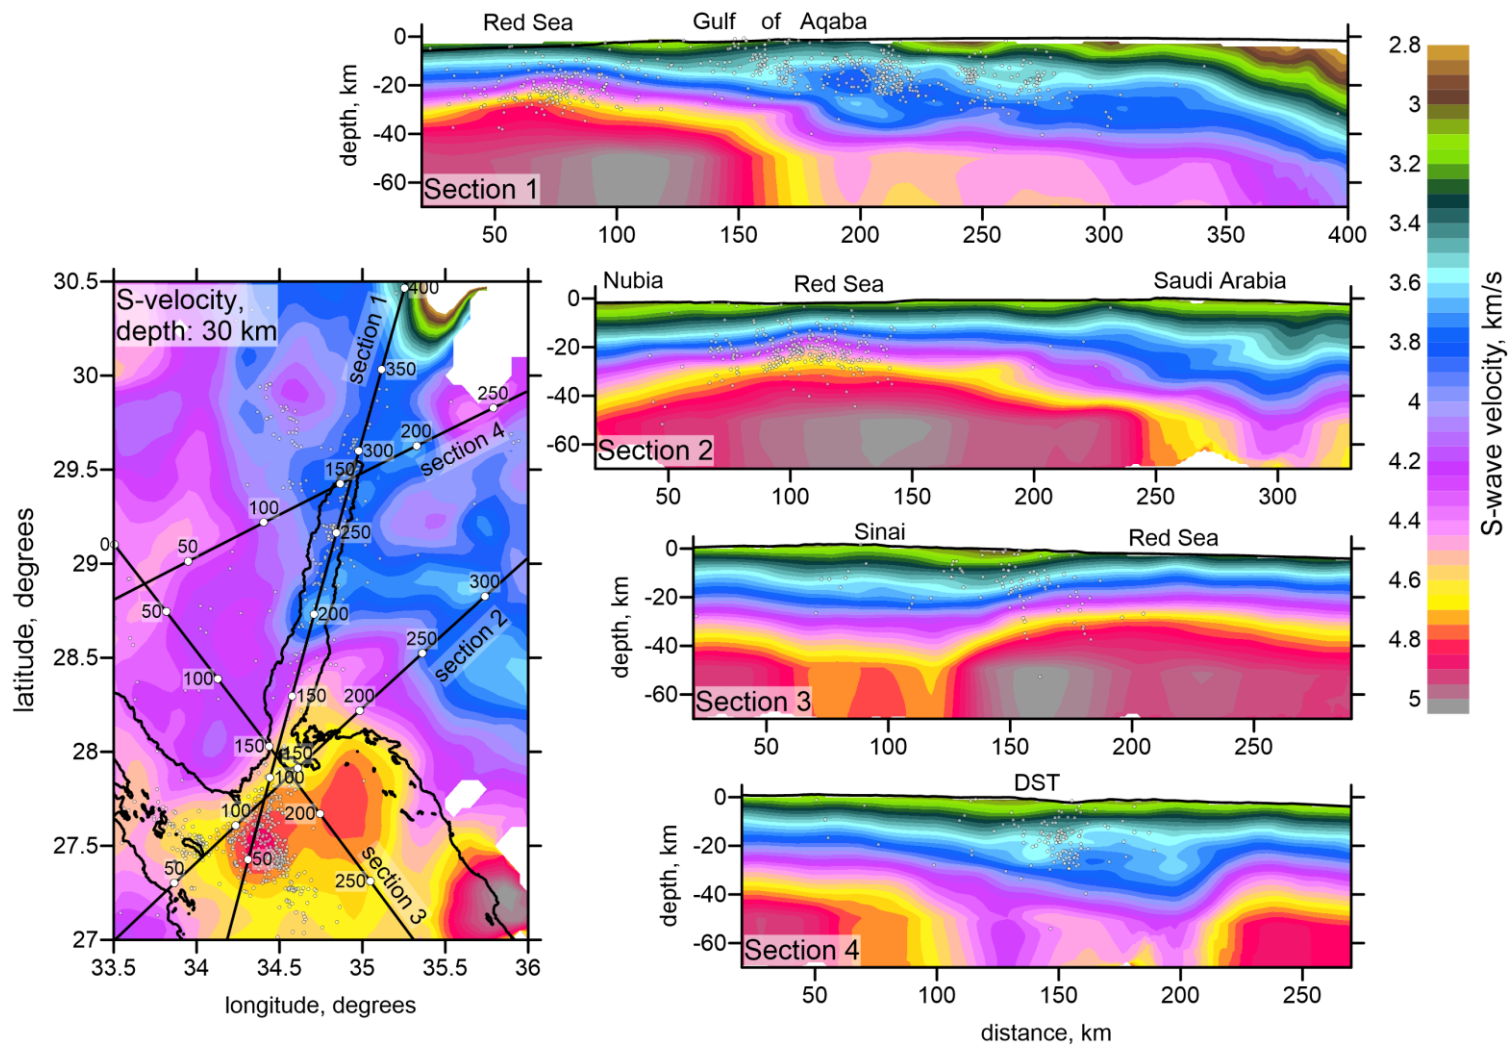 Red Sea Gulf of Aqaba
0
-20
-40
-60
depth, km
Section 1
50 100 150 200 250 300 350 400
2.8
3
3.2
3.4
3.6
3.8
4
4.2
4.4
4.6
4.8
5
S-wave velocity, km/s
30.5
30
29.5
29
28.5
28
27.5
27
latitude, degrees
S-velocity,
depth: 30 km
400
section 1
350
250
200
section 4
300
150
100
250
50
0
300
200
50
section 2
250
100
200
150
150
150
100
100
200
50
50
section 3
250
33.5 34 34.5 35 35.5 36
longitude, degrees
Nubia Red Sea Saudi Arabia
0
-20
-40
-60
Section 2
50 100 150 200 250 300
Sinai Red Sea
0
-20
-40
-60
depth, km
Section 3
50 100 150 200 250
DST
0
-20
-40
-60
depth, km
Section 4
50 100 150 200 250
distance, km